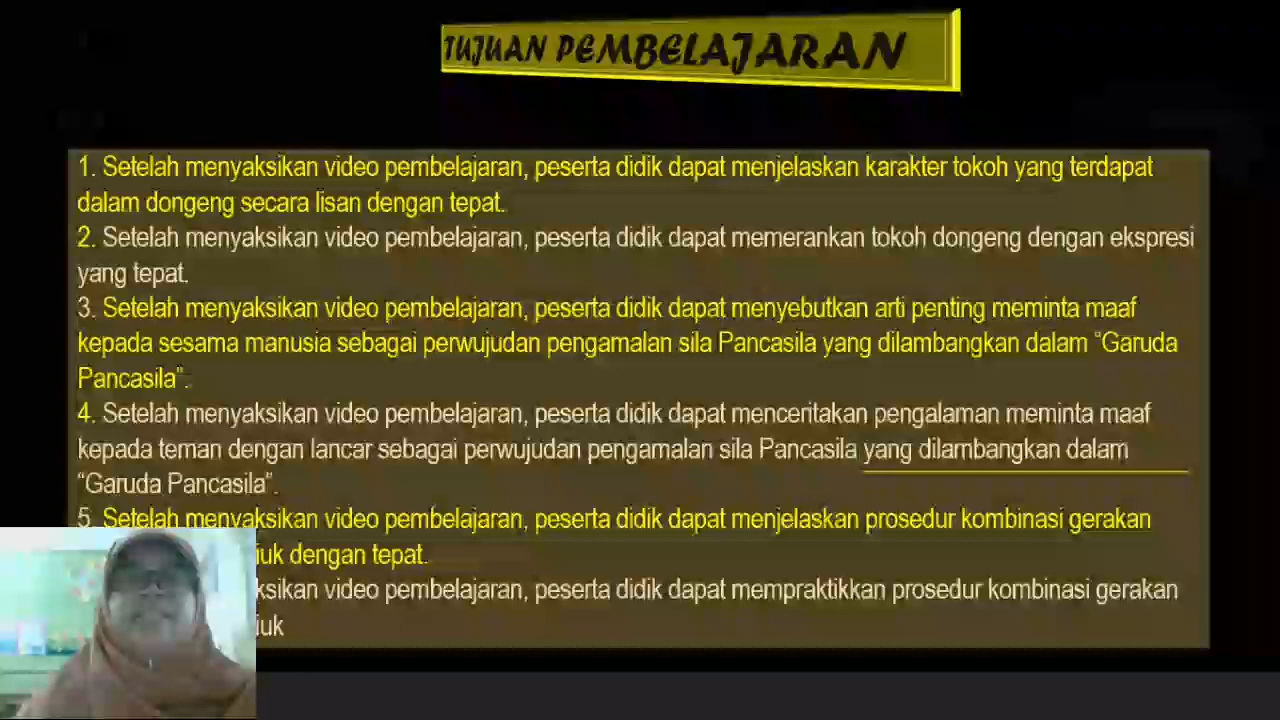 TUJUAN PEMBELAJARAN
1. Setelah menyaksikan video pembelajaran, peserta didik dapat menjelaskan karakter tokoh yang terdapat
dalam dongeng secara lisan dengan tepat.
2. Setelah menyaksikan video pembelajaran, peserta didik dapat memerankan tokoh dongeng dengan ekspresi
yang tepat.
3. Setelah menyaksikan video pembelajaran, peserta didik dapat menyebutkan arti penting meminta maaf
kepada sesama manusia sebagai perwujudan pengamalan sila Pancasila yang dilambangkan dalam “Garuda
Pancasila”.
4. Setelah menyaksikan video pembelajaran, peserta didik dapat menceritakan pengalaman meminta maaf
kepada teman dengan lancar sebagai perwujudan pengamalan sila Pancasila yang dilambangkan dalam
“Garuda Pancasila”.
5. Setelah menyaksikan video pembelajaran, peserta didik dapat menjelaskan prosedur kombinasi gerakan
iuk dengan tepat.
ksikan video pembelajaran, peserta didik dapat mempraktikkan prosedur kombinasi gerakan
iuk